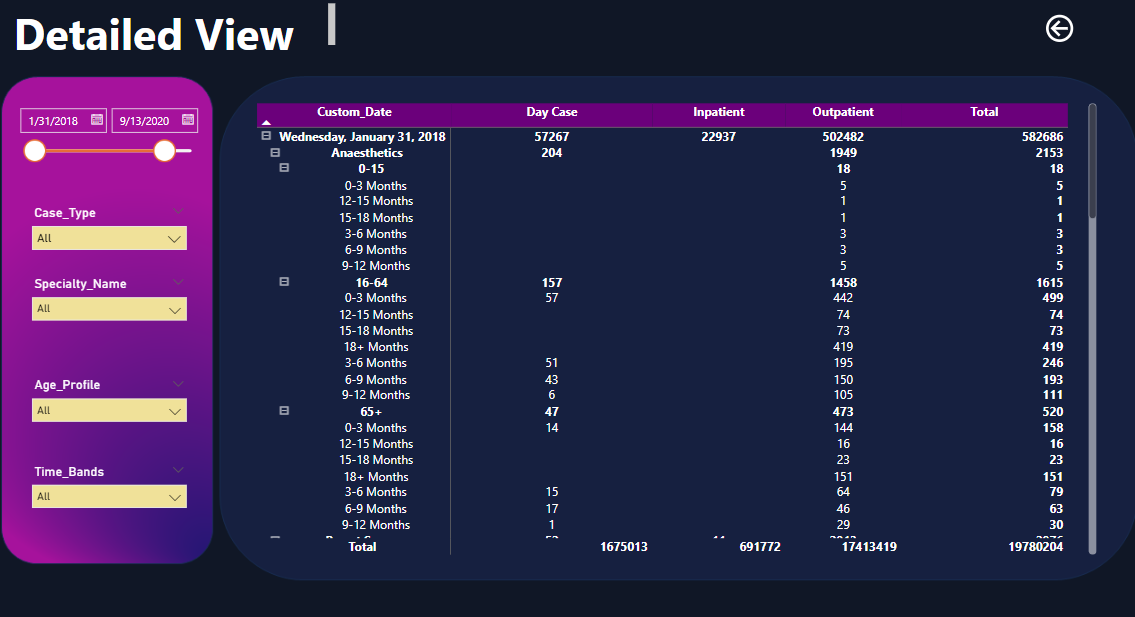 Detailed View
1/31/2018 9/13/2020
Case_Type
All
Specialty_Name
All
Age_Profile
All
Time_Bands
All
Custom_Date Day Case Inpatient Outpatient Total
Wednesday, January 31, 2018 57267 22937 502482 582686
Anaesthetics 204 1949 2153
0-15 18 18
0-3 Months 5 5
12-15 Months 1 1
15-18 Months 1 1
3-6 Months 3 3
6-9 Months 3 3
9-12 Months 5 5
16-64 157 1458 1615
0-3 Months 57 442 499
12-15 Months 74 74
15-18 Months 73 73
18+ Months 419 419
3-6 Months 51 195 246
6-9 Months 43 150 193
9-12 Months 6 105 111
65+ 47 473 520
0-3 Months 14 144 158
12-15 Months 16 16
15-18 Months 23 23
18+ Months 151 151
3-6 Months 15 64 79
6-9 Months 17 46 63
9-12 Months 1 29 30
Total 1675013 691772 17413419 19780204